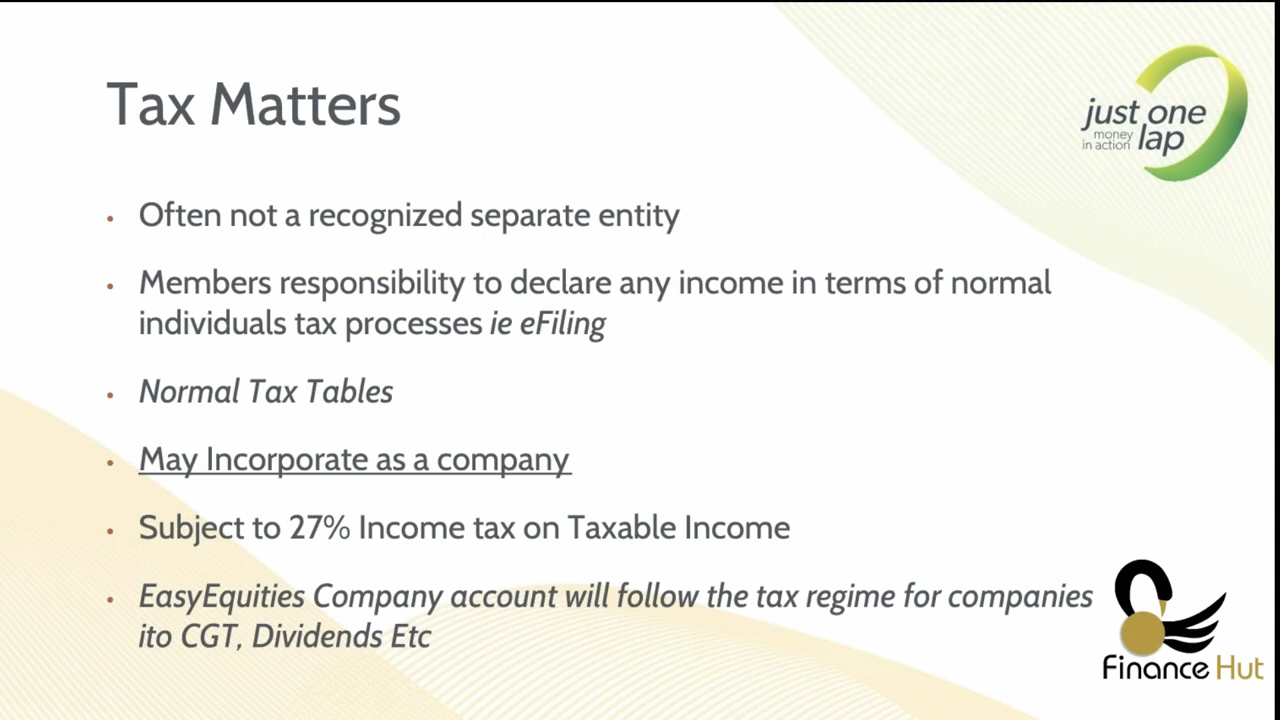 Tax Matters
just one
money
in action lap
• Often not a recognized separate entity
• Members responsibility to declare any income in terms of normal
individuals tax processes ie eFiling
• Normal Tax Tables
• May Incorporate as a company
• Subject to 27% Income tax on Taxable Income
• EasyEquities Company account will follow the tax regime for companies
ito CGT, Dividends Etc
Finance Hut